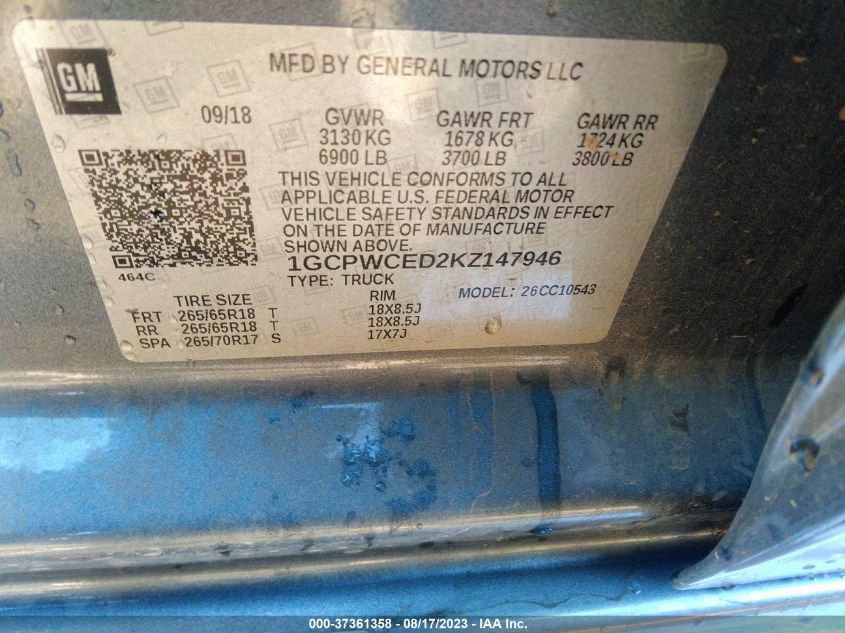 GM
MFD BY GENERAL MOTORS LLC
09/18 GVWR GAWR FRT GAWR RR
3130 KG 1678 KG 1724 KG
6900 LB 3700 LB 3800 LB
THIS VEHICLE CONFORMS TO ALL
APPLICABLE U.S. FEDERAL MOTOR
VEHICLE SAFETY STANDARDS IN EFFECT
ON THE DATE OF MANUFACTURE
SHOWN ABOVE.
464C 1GCPWCED2KZ147946
TYPE: TRUCK MODEL: 26CC10543
TIRE SIZE RIM
FRT 265/65R18 T 18X8.5J
RR 265/65R18 T 18X8.5J
SPA 265/70R17 S 17X7J
000-37361358 - 08/17/2023 - IAA Inc.